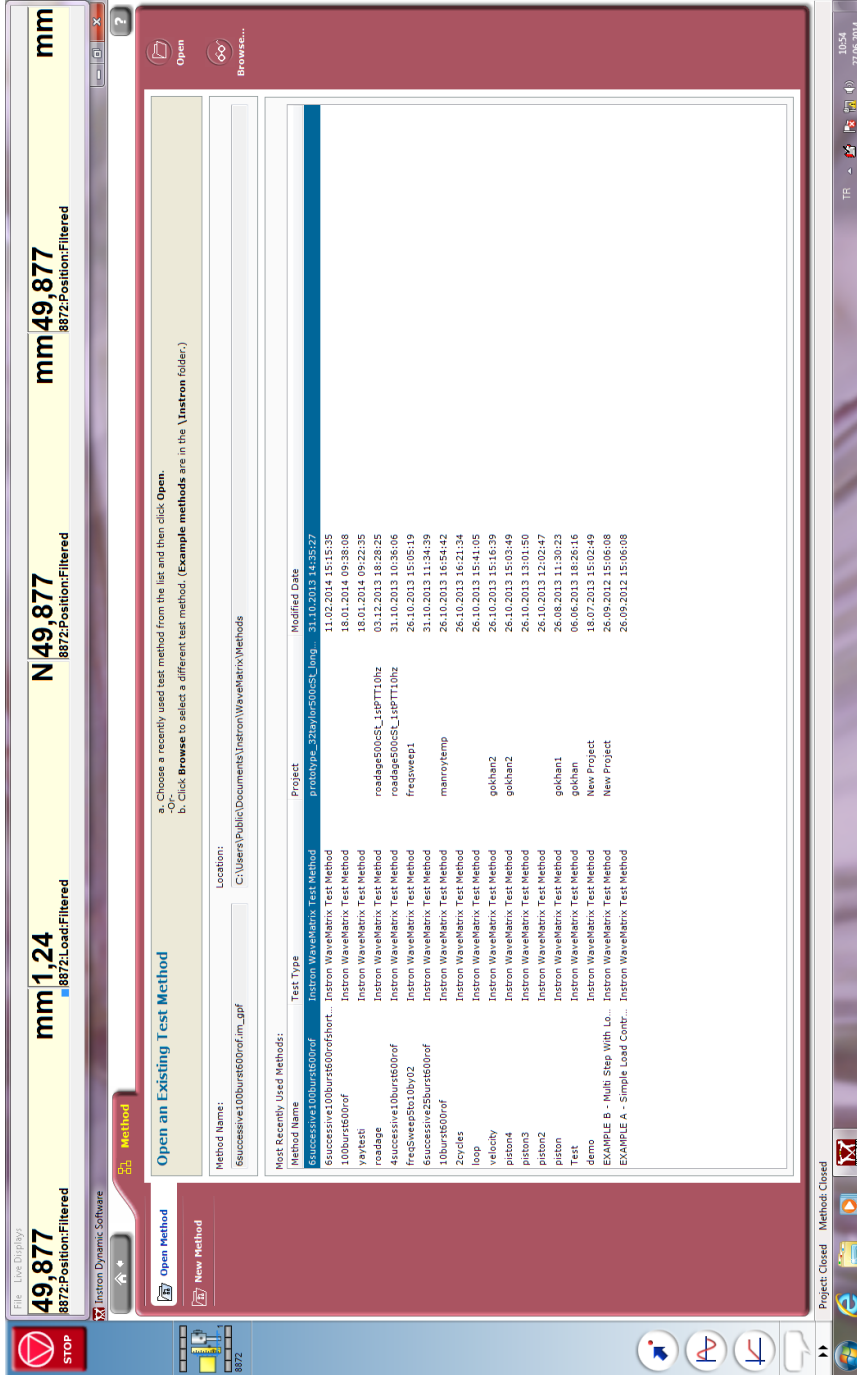 File Live Displays
STOP
49,877 mm 1,24 N 49,877 mm 49,877 mm
8872:Position:Filtered 8872:Load:Filtered 8872:Position:Filtered 8872:Position:Filtered
Instron Dynamic Software
8872
Method
?
Open Method
New Method
Open an Existing Test Method
a. Choose a recently used test method from the list and then click Open.
-Or-
b. Click Browse to select a different test method. (Example methods are in the \Instron folder.)
Open
Browse...
Method Name: Location:
6successive100burst600rof.im_gpf C:\Users\Public\Documents\Instron\WaveMatrix\Methods
Most Recently Used Methods:
Method Name Test Type Project Modified Date
6successive100burst600rof Instron WaveMatrix Test Method prototype_32taylor500cSt_long... 31.10.2013 14:35:27
6successive100burst600rofshort... Instron WaveMatrix Test Method 11.02.2014 15:15:35
100burst600rof Instron WaveMatrix Test Method 18.01.2014 09:38:08
yaytesti Instron WaveMatrix Test Method 18.01.2014 09:22:35
roadage Instron WaveMatrix Test Method roadage500cSt_1stPTT10hz 03.12.2013 18:28:25
4successive10burst600rof Instron WaveMatrix Test Method roadage500cSt_1stPTT10hz 31.10.2013 10:36:06
freqSweep5to10by02 Instron WaveMatrix Test Method freqsweep1 26.10.2013 15:05:19
6successive25burst600rof Instron WaveMatrix Test Method 31.10.2013 11:34:39
10burst600rof Instron WaveMatrix Test Method manroytemp 26.10.2013 16:54:42
2cycles Instron WaveMatrix Test Method 26.10.2013 16:21:34
loop Instron WaveMatrix Test Method 26.10.2013 15:41:05
velocity Instron WaveMatrix Test Method gokhan2 26.10.2013 15:16:39
piston4 Instron WaveMatrix Test Method gokhan2 26.10.2013 15:03:49
piston3 Instron WaveMatrix Test Method 26.10.2013 13:01:50
piston2 Instron WaveMatrix Test Method 26.10.2013 12:02:47
piston Instron WaveMatrix Test Method gokhan1 26.08.2013 11:30:23
Test Instron WaveMatrix Test Method gokhan 06.06.2013 18:26:16
demo Instron WaveMatrix Test Method New Project 18.07.2013 15:02:49
EXAMPLE B - Multi Step With Lo... Instron WaveMatrix Test Method New Project 26.09.2012 15:06:08
EXAMPLE A - Simple Load Contr... Instron WaveMatrix Test Method 26.09.2012 15:06:08
Project: Closed Method: Closed
TR
10:54
27.06.2014